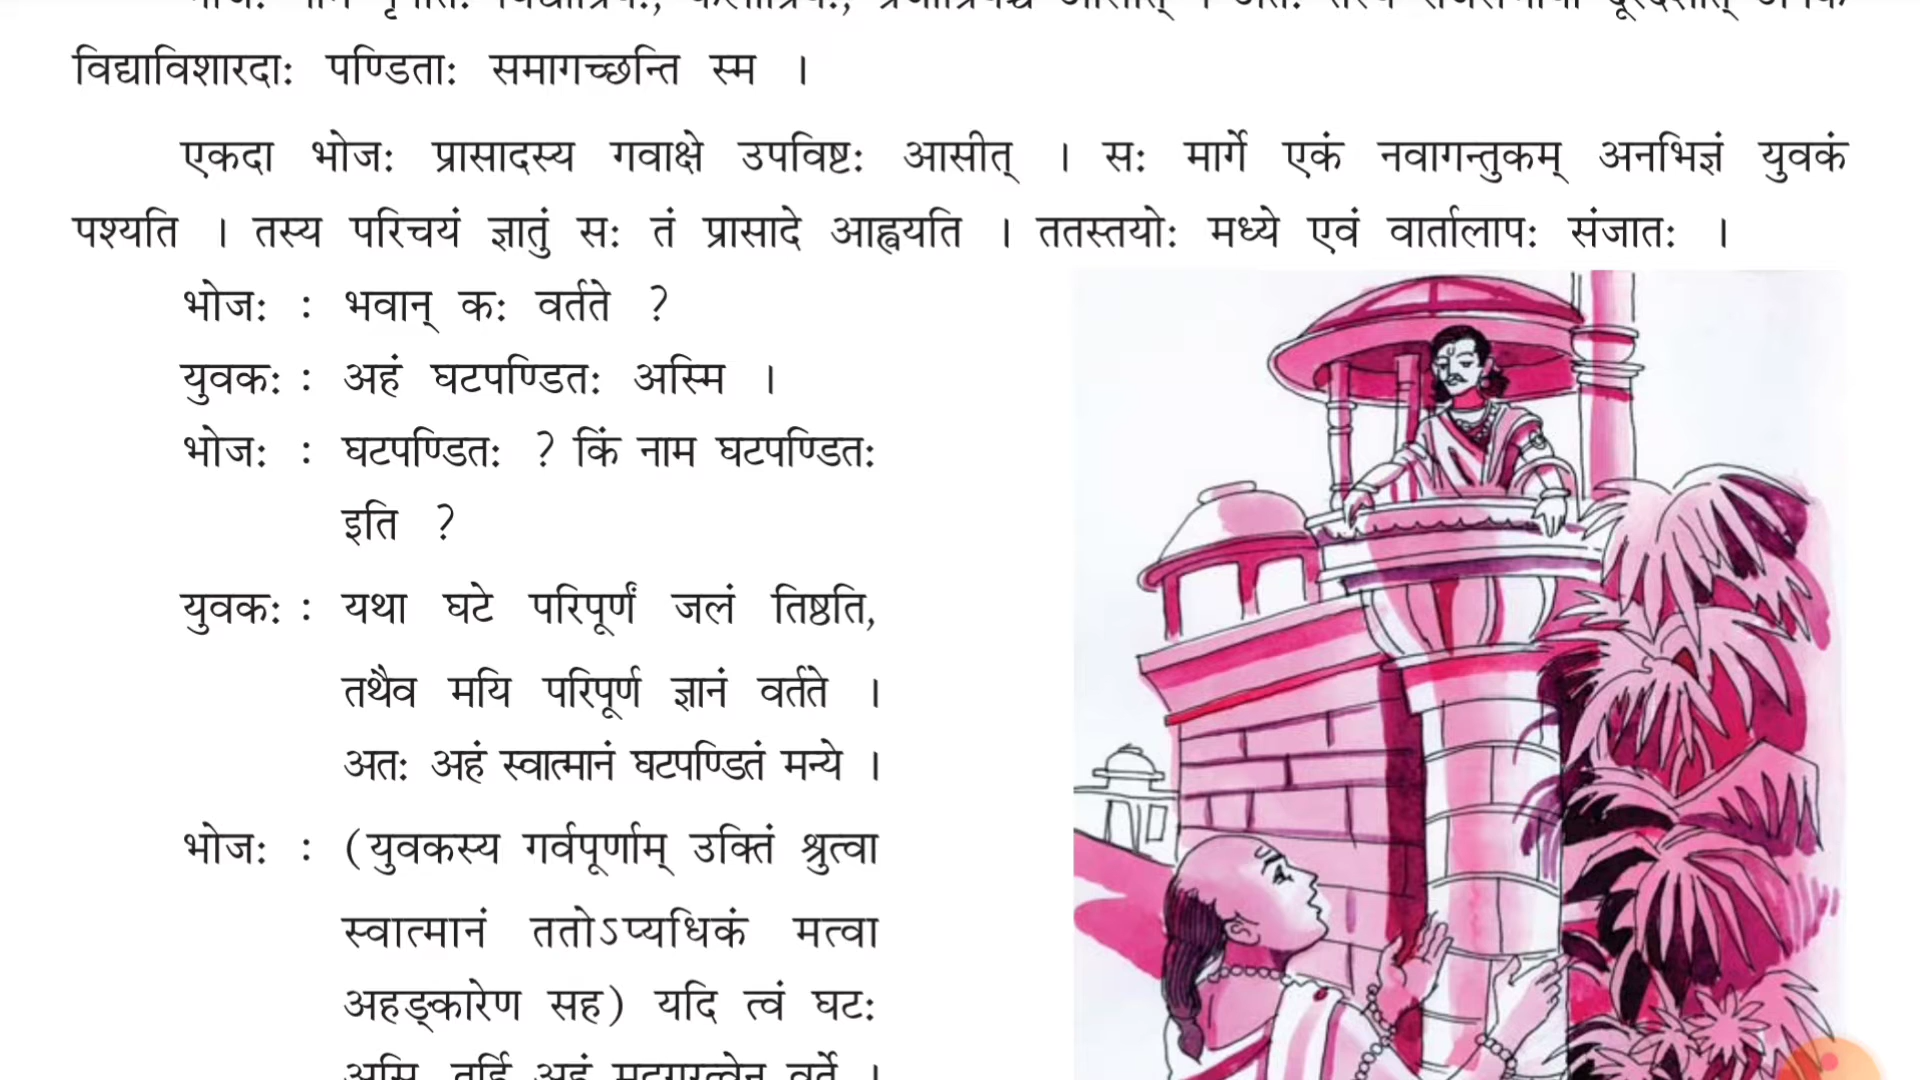 विद्याविशारदाः पण्डिताः समागच्छन्ति स्म ।
एकदा भोजः प्रासादस्य गवाक्षे उपविष्टः आसीत् । सः मार्गे एकं नवागन्तुकम् अनभिज्ञं युवकं
पश्यति । तस्य परिचयं ज्ञातुं सः तं प्रासादे आह्वयति । ततस्तयोः मध्ये एवं वार्तालापः संजातः ।
भोजः : भवान् कः वर्तते ?
युवकः : अहं घटपण्डितः अस्मि ।
भोजः : घटपण्डितः ? किं नाम घटपण्डितः
इति ?
युवकः : यथा घटे परिपूर्णं जलं तिष्ठति,
तथैव मयि परिपूर्ण ज्ञानं वर्तते ।
अतः अहं स्वात्मानं घटपण्डितं मन्ये ।
भोजः : (युवकस्य गर्वपूर्णाम् उक्तिं श्रुत्वा
स्वात्मानं ततोऽप्यधिकं मत्वा
अहङ्कारेण सह) यदि त्वं घटः